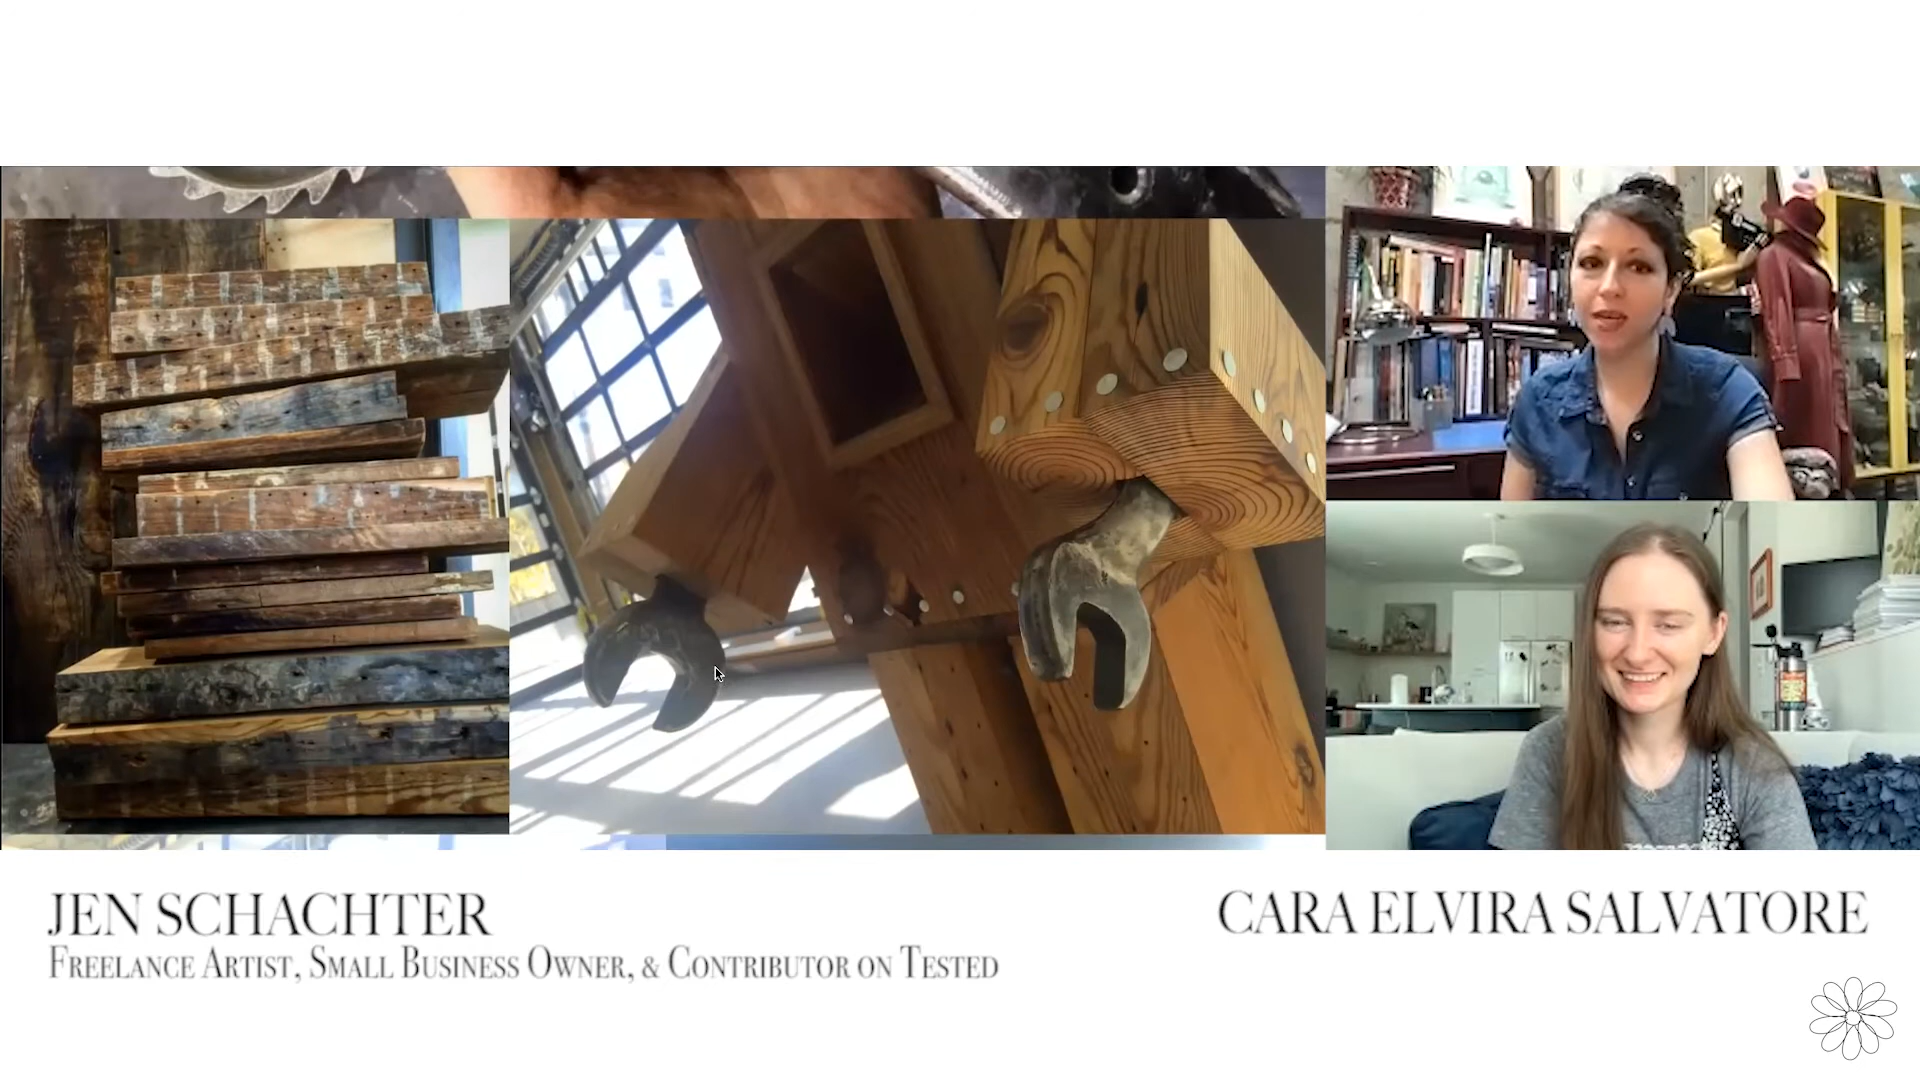 JEN SCHACHTER
FREELANCE ARTIST, SMALL BUSINESS OWNER, & CONTRIBUTOR ON TESTED
CARA ELVIRA SALVATORE